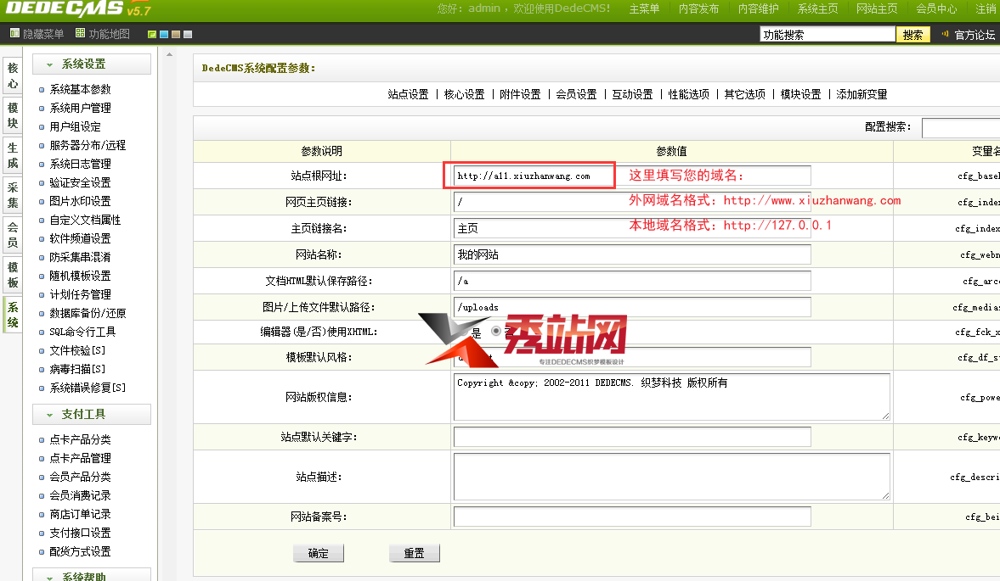 DEDECMS v5.7
您好：admin ，欢迎使用DedeCMS！ 主菜单 内容发布 内容维护 系统主页 网站主页 会员中心 注销
隐藏菜单 功能地图 功能搜索 搜索 官方论坛
核心
模块
生成
采集
会员
模板
系统
系统设置
系统基本参数
系统用户管理
用户组设定
服务器分布/远程
系统日志管理
验证安全设置
图片水印设置
自定义文档属性
软件频道设置
防采集串混淆
随机模板设置
计划任务管理
数据库备份/还原
SQL命令行工具
文件校验[S]
病毒扫描[S]
系统错误修复[S]
支付工具
点卡产品分类
点卡产品管理
会员产品分类
会员消费记录
商店订单记录
支付接口设置
配货方式设置
系统帮助
DedeCMS系统配置参数：
站点设置 | 核心设置 | 附件设置 | 会员设置 | 互动设置 | 性能选项 | 其它选项 | 模块设置 | 添加新变量
配置搜索：
参数说明 参数值 变量名
站点根网址： http://all.xiuzhanwang.com 这里填写您的域名： cfg_base
网页主页链接： / 外网域名格式：http://www.xiuzhanwang.com cfg_inde
主页链接名： 主页 本地域名格式：http://127.0.0.1 cfg_index
网站名称： 我的网站 cfg_webn
文档HTML默认保存路径： /a cfg_arc
图片/上传文件默认路径： /uploads cfg_medias
编辑器(是/否)使用XHTML： 是 否 cfg_fck_x
秀站网
专注DEDECMS织梦模板设计
模板默认风格： cfg_df_s
网站版权信息： Copyright &copy; 2002-2011 DEDECMS. 织梦科技 版权所有 cfg_powe
站点默认关键字： cfg_keyw
站点描述： cfg_descri
网站备案号： cfg_bei
确定 重置